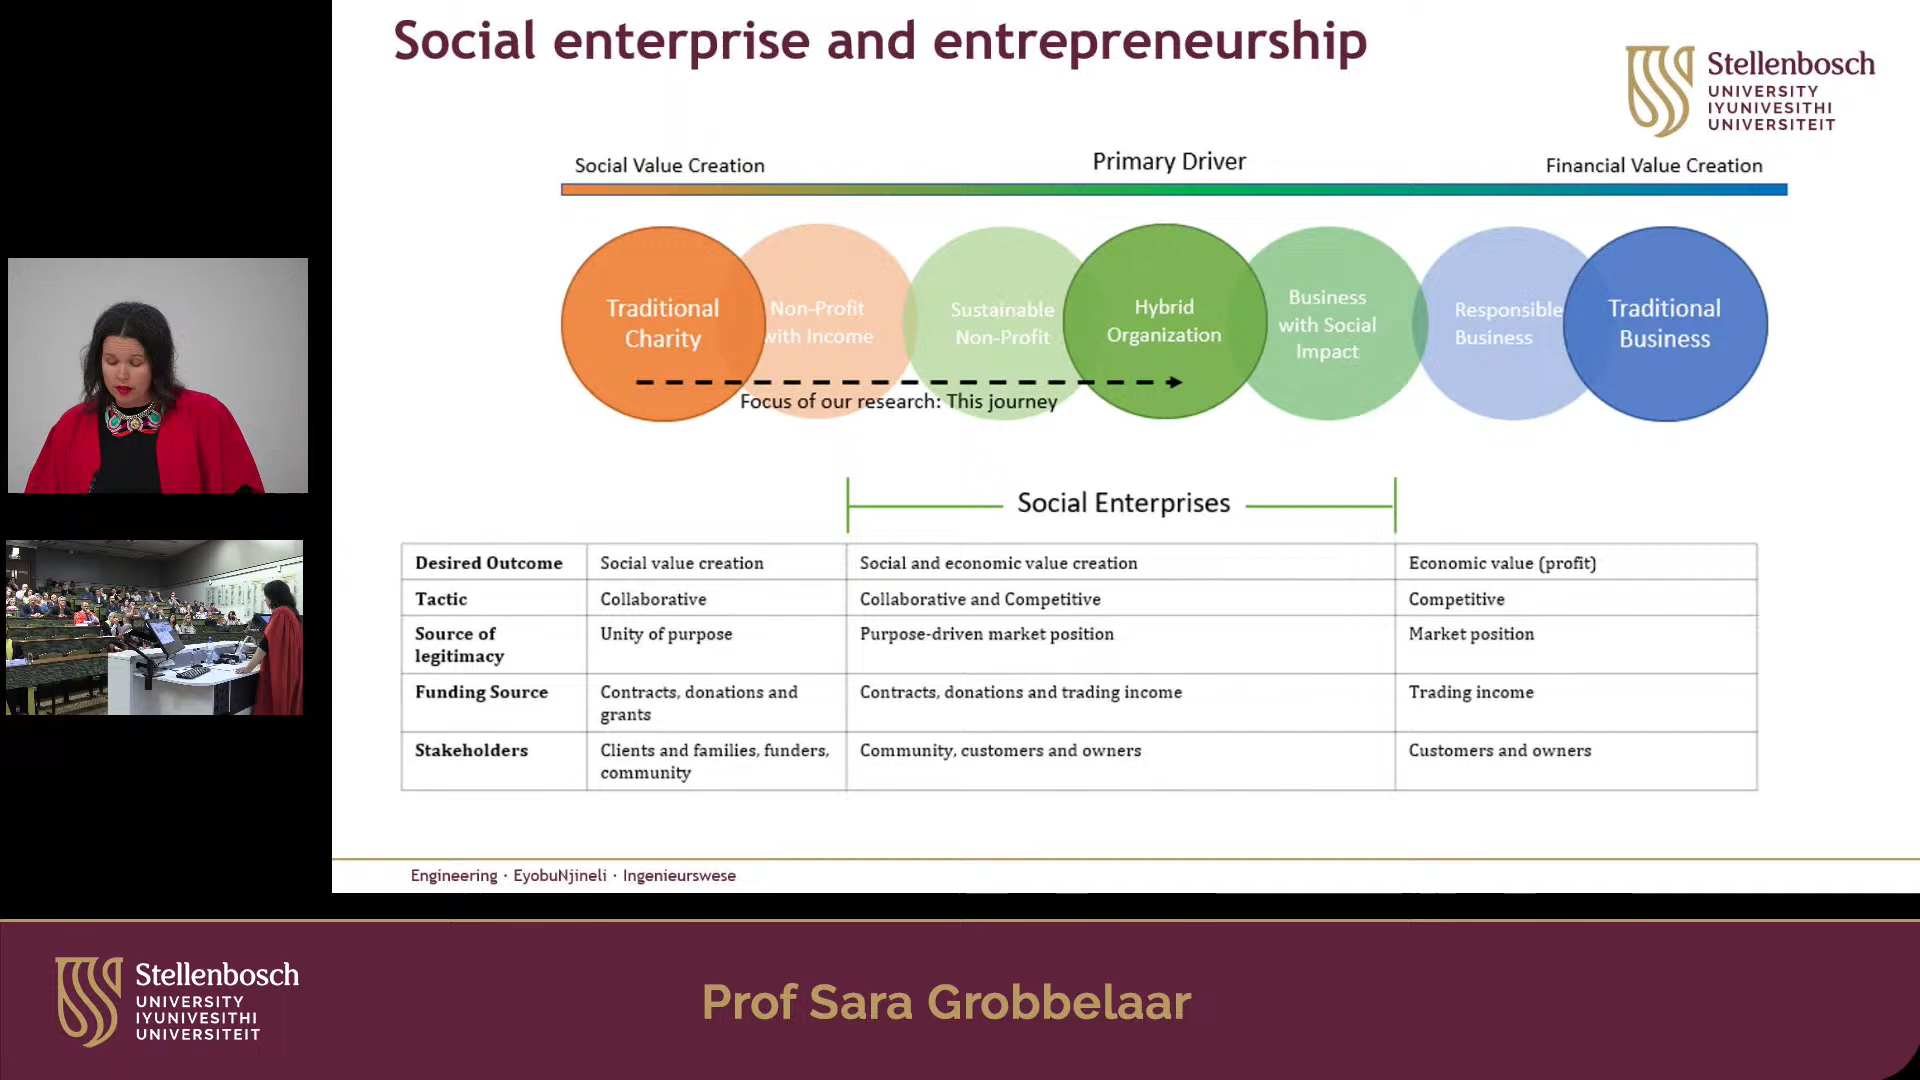 Social enterprise and entrepreneurship
Stellenbosch
UNIVERSITY
IYUNIVESITHI
UNIVERSITEIT
Social Value Creation
Primary Driver
Financial Value Creation
Traditional
Charity
Non-Profit
with Income
Sustainable
Non-Profit
Hybrid
Organization
Business
with Social
Impact
Responsible
Business
Traditional
Business
Focus of our research: This journey
Social Enterprises
Desired Outcome Social value creation Social and economic value creation Economic value (profit)
Tactic Collaborative Collaborative and Competitive Competitive
Source of
legitimacy
Unity of purpose Purpose-driven market position Market position
Funding Source
Contracts, donations and
grants
Contracts, donations and trading income Trading income
Stakeholders
Clients and families, funders,
community
Community, customers and owners Customers and owners
Engineering · EyobuNjineli · Ingenieurswese
Stellenbosch
UNIVERSITY
IYUNIVESITHI
UNIVERSITEIT
Prof Sara Grobbelaar